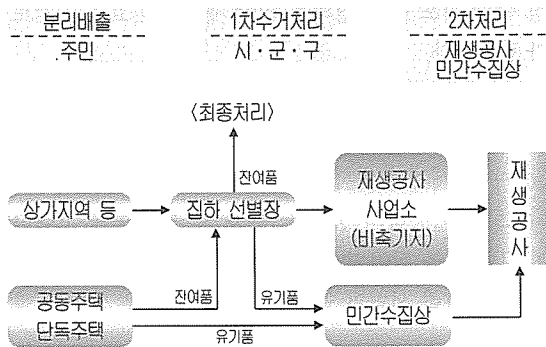 분리배출 1차수거처리 2차처리
주민 시·군·구 재생공사
민간수집상
<최종처리>
잔여품
상가지역 등
집하 선별장
재생공사
사업소
(비축기지)
재생공사
공동주택
단독주택
잔여품
유기품
유기품
민간수집상